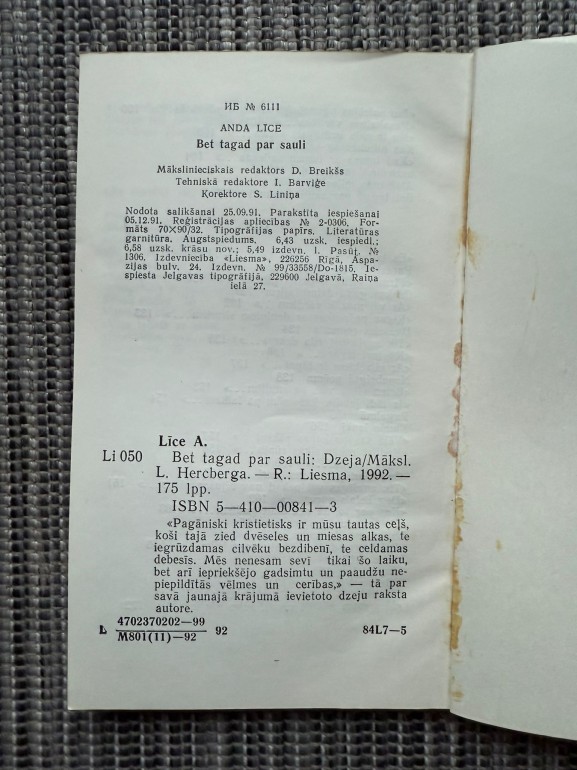 ИБ № 6111
ANDA LĪCE
Bet tagad par sauli
Mākslinieciskais redaktors D. Breikšs
Tehniskā redaktore I. Barviģe
Korektore S. Liniņa
Nodota salikšanai 25.09.91. Parakstīta iespiešanai
05.12.91. Reģistrācijas apliecības № 2-0306. For-
māts 70×90/32. Tipogrāfijas papīrs. Literatūras
garnitūra. Augstspiedums. 6,43 uzsk. iespiedl.;
6,58 uzsk. krāsu nov.; 5,49 izdevn. l. Pasūt. №
1306. Izdevniecība «Liesma», 226256 Rīgā, Aspa-
zijas bulv. 24. Izdevn. № 99/33558/Do-1815. Ie-
spiesta Jelgavas tipogrāfijā, 229600 Jelgavā, Raiņa
ielā 27.
Līce A.
Li 050 Bet tagad par sauli: Dzeja/Māksl.
L. Hercberga. — R.: Liesma, 1992. —
175 lpp.
ISBN 5—410—00841—3
«Pagāniski kristietisks ir mūsu tautas ceļš,
koši tajā zied dvēseles un miesas alkas, te
iegrūzdamas cilvēku bezdibenī, te celdamas
debesīs. Mēs nenesam sevī tikai šo laiku,
bet arī iepriekšējo gadsimtu un paaudžu ne-
piepildītās vēlmes un cerības,» — tā par
savā jaunajā krājumā ievietoto dzeju raksta
autore.
L 4702370202—99 / M801(11)—92 92 84L7—5